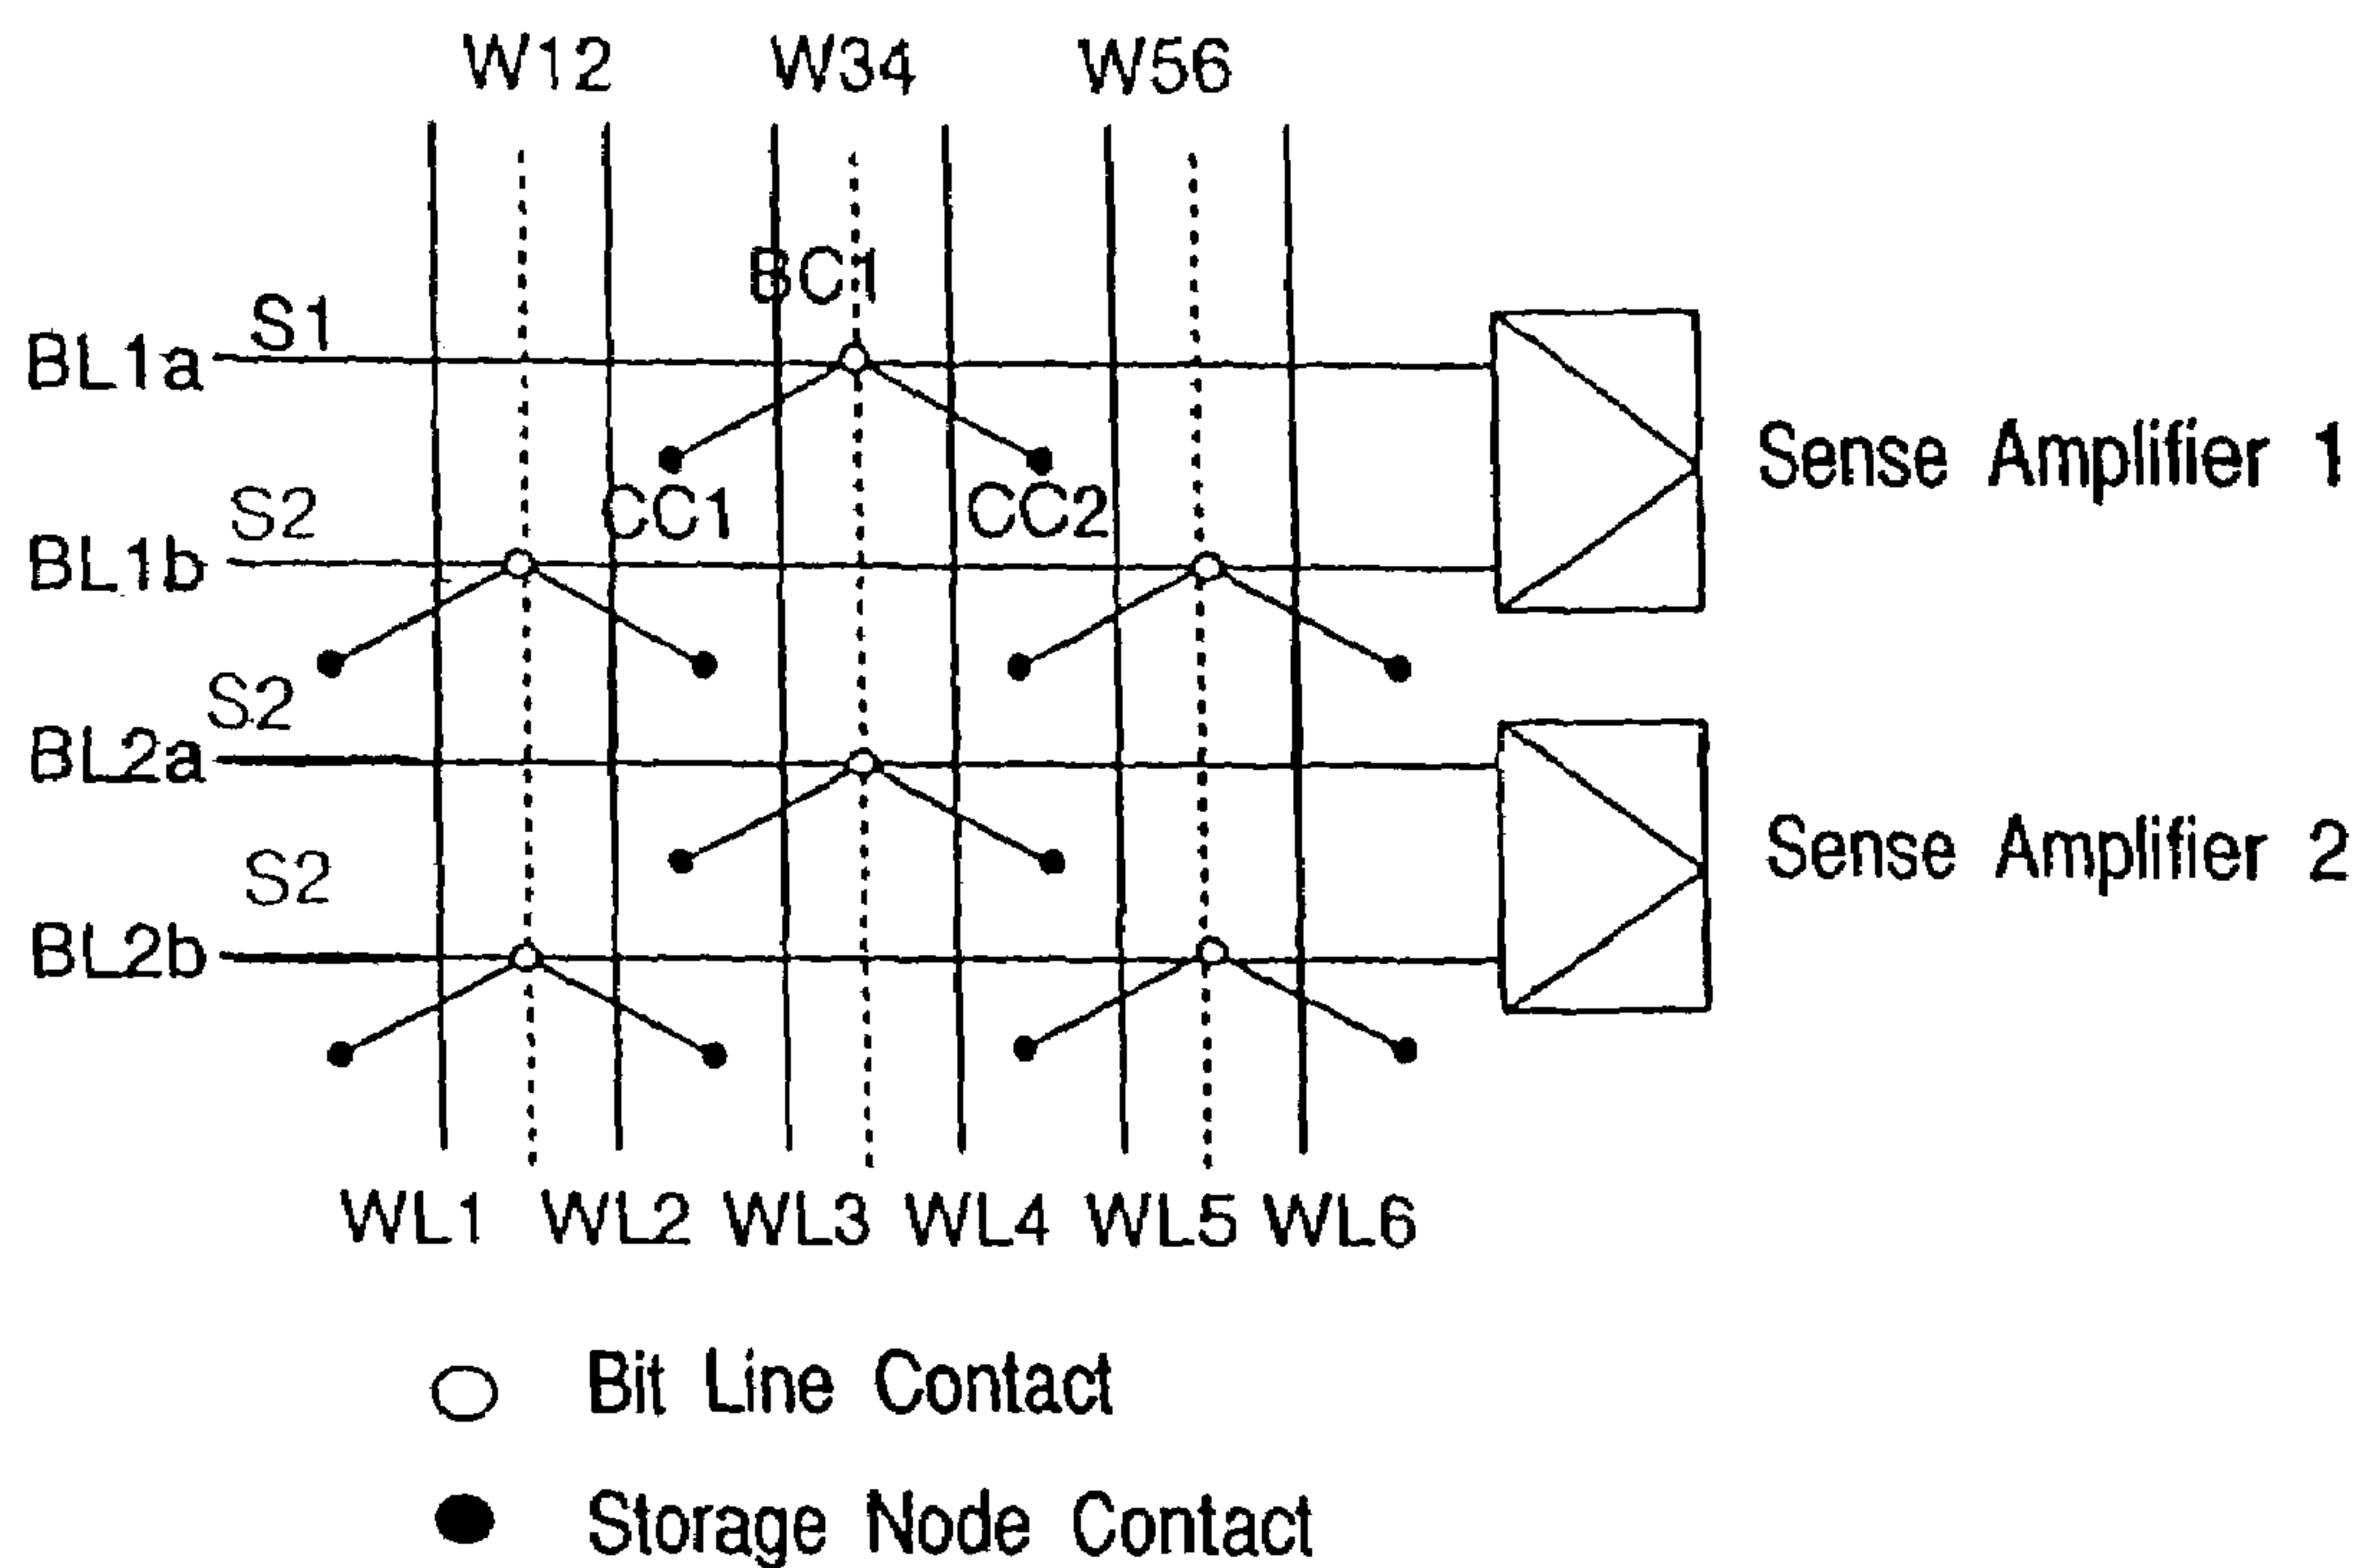 W12 W34 W56
BC1
S1
BL1a
Sense Amplifier 1
S2
CC1 CC2
BL1b
S2
BL2a
Sense Amplifier 2
S2
BL2b
WL1 WL2 WL3 WL4 WL5 WL6
Bit Line Contact
Storage Node Contact